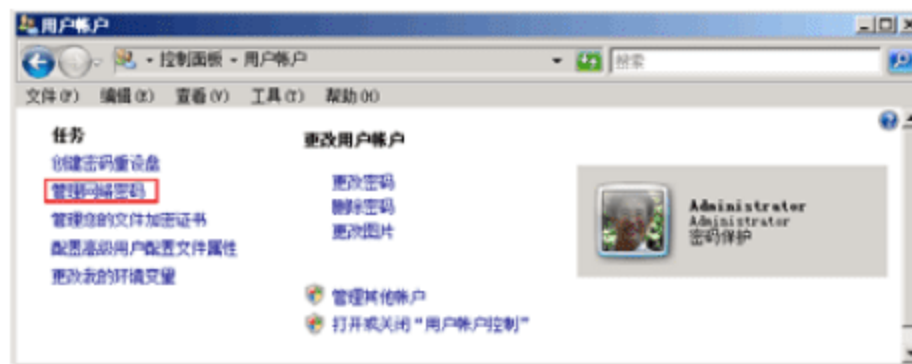 用户帐户
控制面板 - 用户帐户
搜索
文件(F) 编辑(E) 查看(V) 工具(T) 帮助(H)
任务
创建密码重设盘
管理网络密码
管理您的文件加密证书
配置高级用户配置文件属性
更改我的环境变量
更改用户帐户
更改密码
删除密码
更改图片
管理其他帐户
打开或关闭“用户帐户控制”
Administrator
Administrator
密码保护